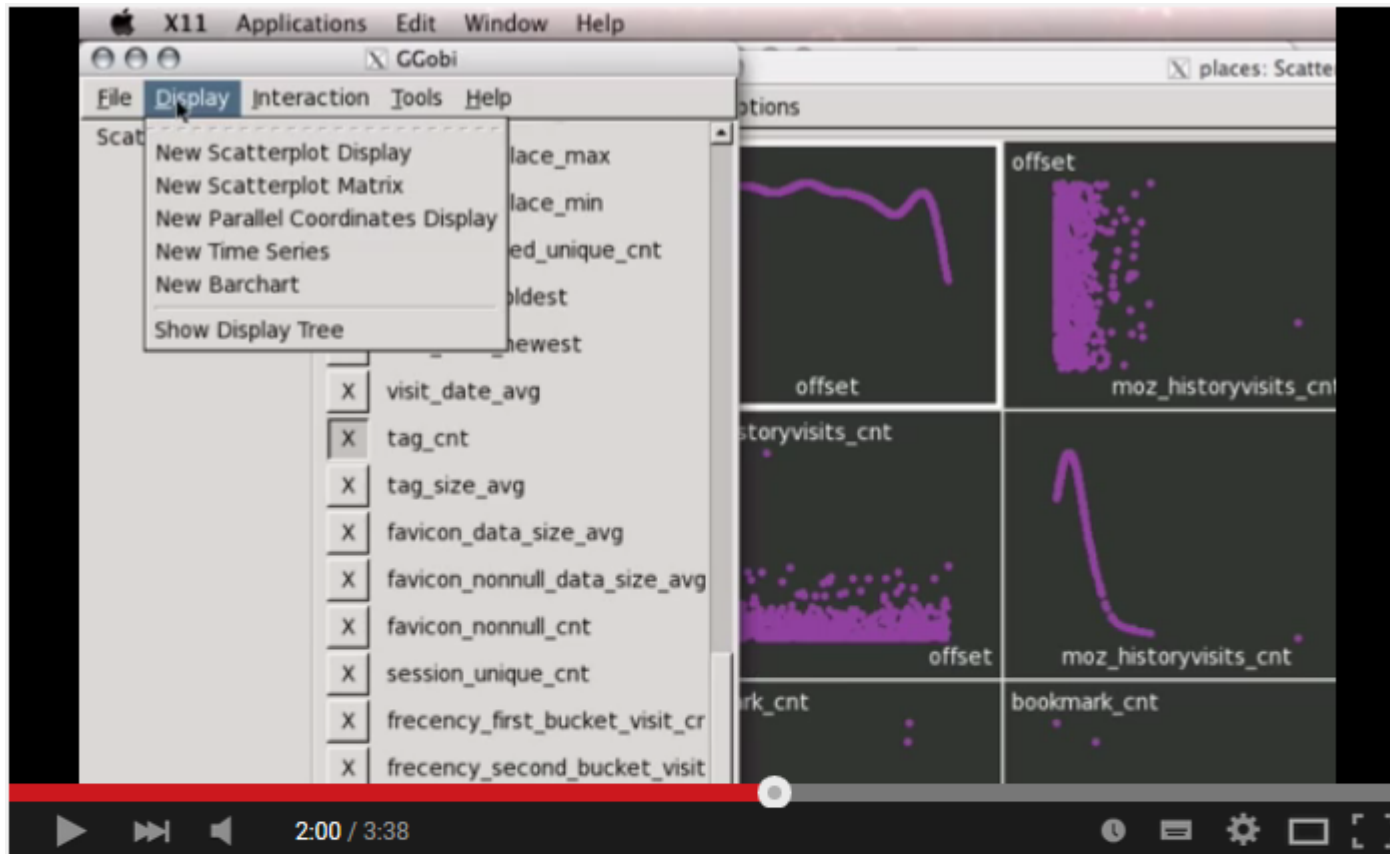 X11 Applications Edit Window Help
X GGobi
X places: Scatte
File Display Interaction Tools Help
ptions
Scat
New Scatterplot Display
New Scatterplot Matrix
New Parallel Coordinates Display
New Time Series
New Barchart
Show Display Tree
lace_max
lace_min
ed_unique_cnt
oldest
newest
X visit_date_avg
X tag_cnt
X tag_size_avg
X favicon_data_size_avg
X favicon_nonnull_data_size_avg
X favicon_nonnull_cnt
X session_unique_cnt
X frecency_first_bucket_visit_cr
X frecency_second_bucket_visit
offset
offset
moz_historyvisits_cnt
storyvisits_cnt
offset
moz_historyvisits_cnt
rk_cnt
bookmark_cnt
2:00 / 3:38